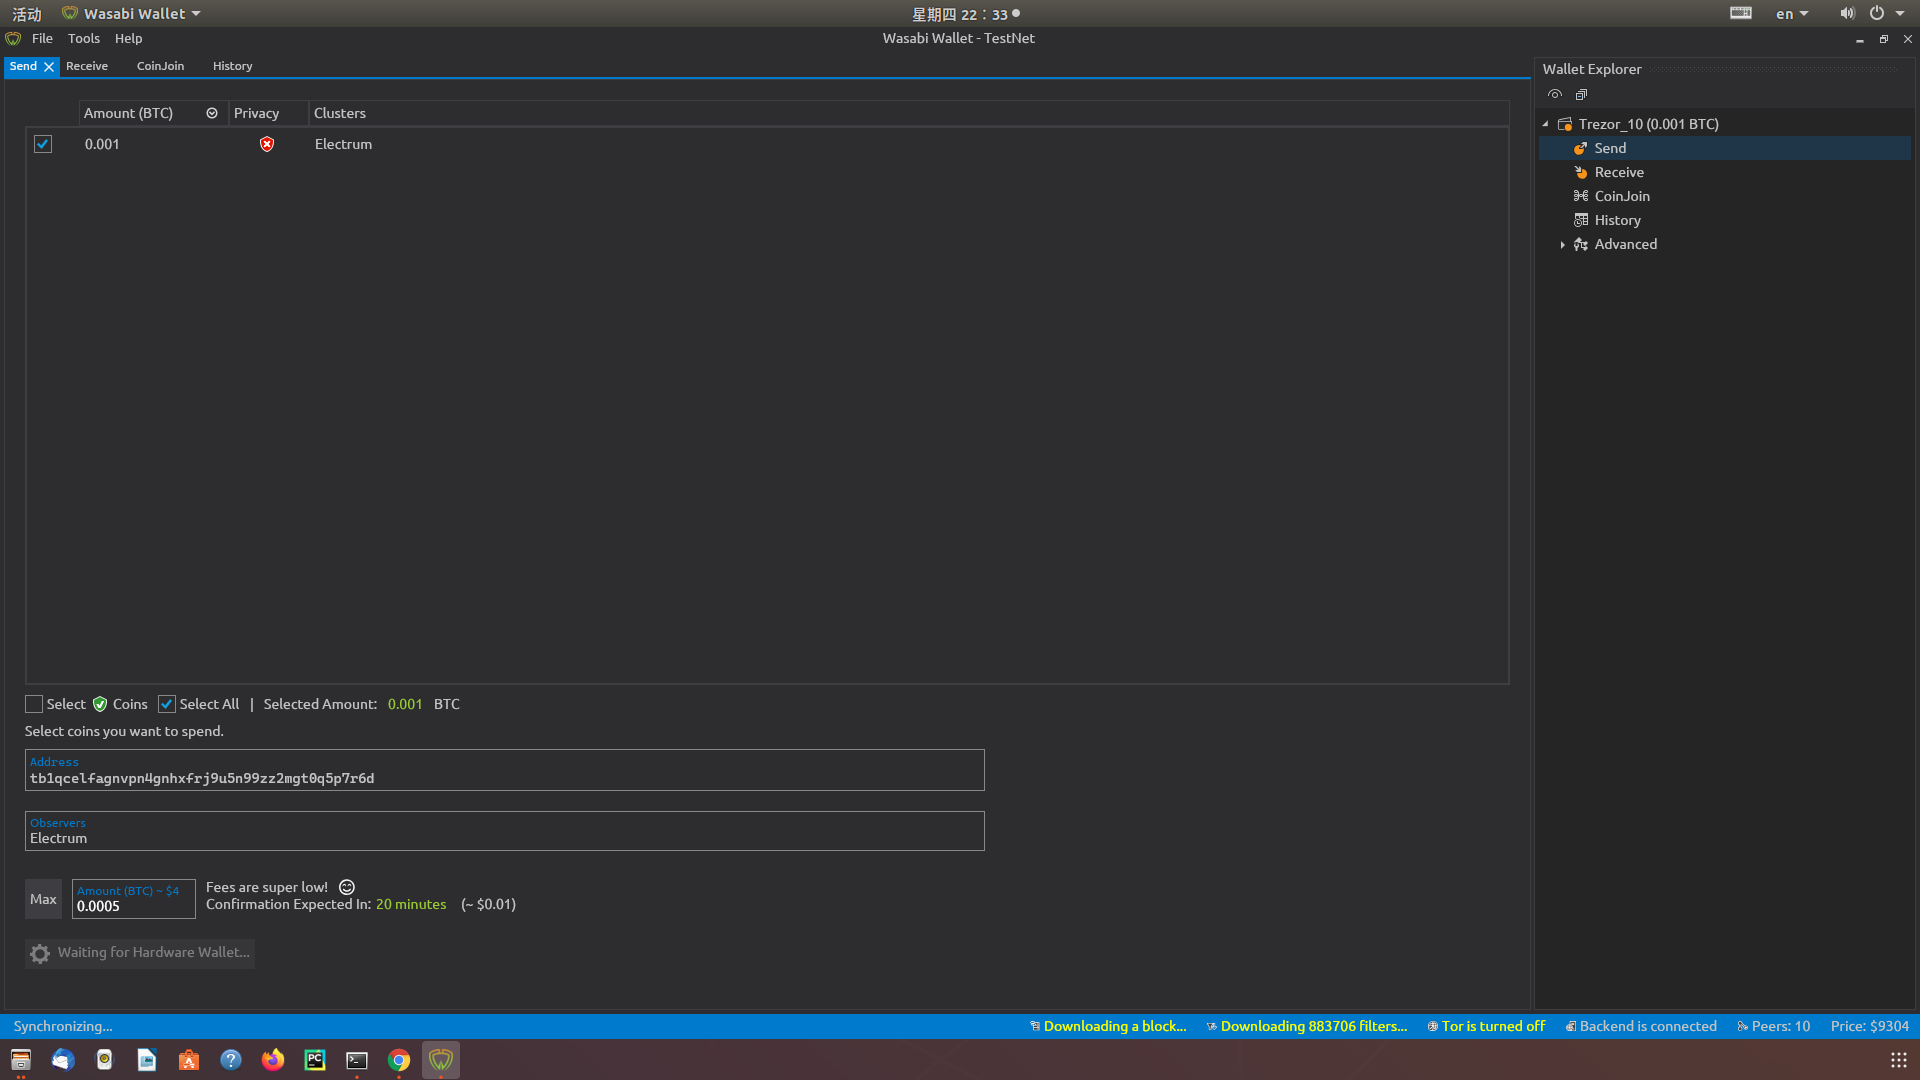 活动 Wasabi Wallet 星期四 22：33 en
File Tools Help Wasabi Wallet - TestNet
Send Receive CoinJoin History
Wallet Explorer
Amount (BTC) Privacy Clusters
0.001 Electrum
Trezor_10 (0.001 BTC)
Send
Receive
CoinJoin
History
Advanced
Select Coins Select All | Selected Amount: 0.001 BTC
Select coins you want to spend.
Address
tb1qcelfagnvpn4gnhxfrj9u5n99zz2mgt0q5p7r6d
Observers
Electrum
Max
Amount (BTC) ~ $4
0.0005
Fees are super low!
Confirmation Expected In: 20 minutes (~ $0.01)
Waiting for Hardware Wallet...
Synchronizing... Downloading a block... Downloading 883706 filters... Tor is turned off Backend is connected Peers: 10 Price: $9304